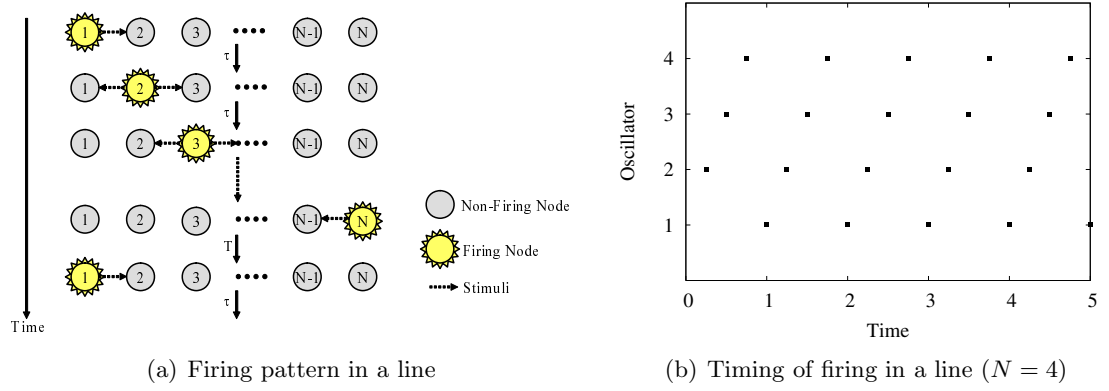 1 2 3 N-1 N
τ
1 2 3 N-1 N
τ
1 2 3 N-1 N
1 2 3 N-1 N
T
1 2 3 N-1 N
τ
Time
Non-Firing Node
Firing Node
Stimuli
(a) Firing pattern in a line
Oscillator
4
3
2
1
0 1 2 3 4 5
Time
(b) Timing of firing in a line (N = 4)